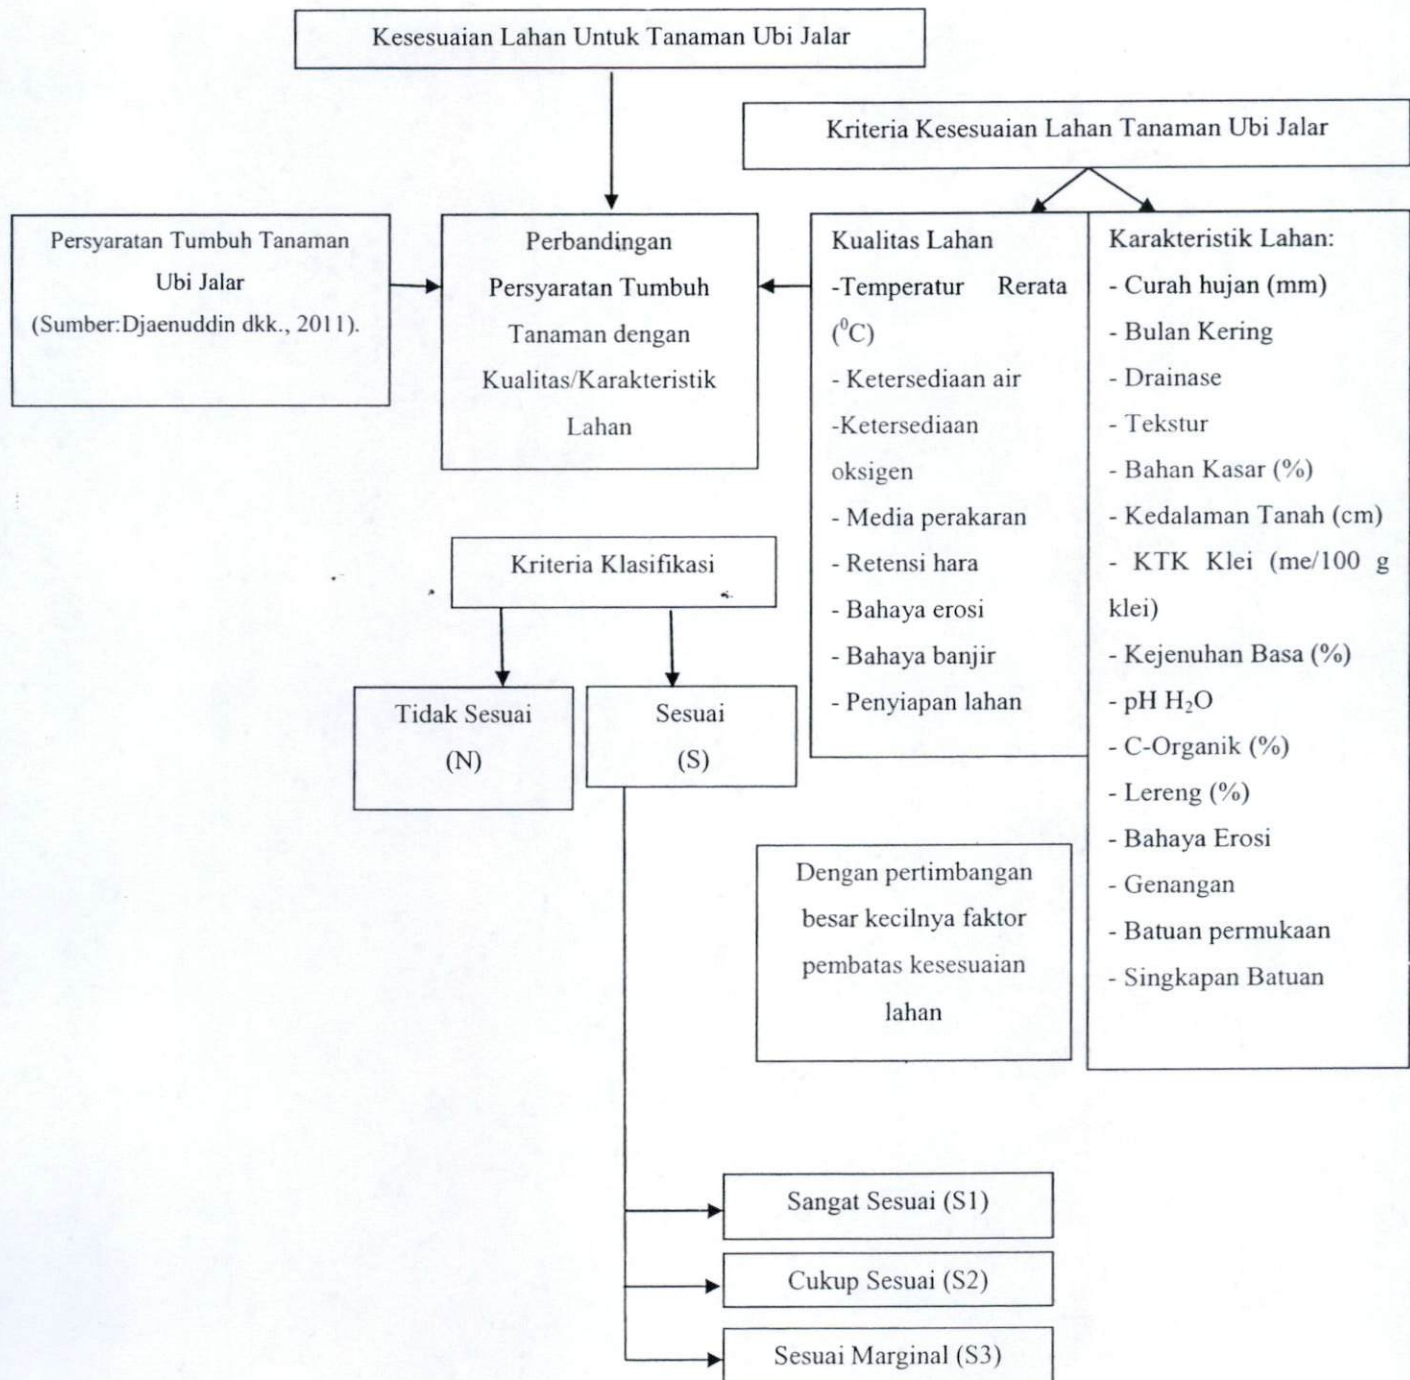 Kesesuaian Lahan Untuk Tanaman Ubi Jalar
Kriteria Kesesuaian Lahan Tanaman Ubi Jalar
Persyaratan Tumbuh Tanaman
Ubi Jalar
(Sumber:Djaenuddin dkk., 2011).
Perbandingan
Persyaratan Tumbuh
Tanaman dengan
Kualitas/Karakteristik
Lahan
Kualitas Lahan
-Temperatur Rerata
(⁰C)
- Ketersediaan air
-Ketersediaan
oksigen
- Media perakaran
- Retensi hara
- Bahaya erosi
- Bahaya banjir
- Penyiapan lahan
Karakteristik Lahan:
- Curah hujan (mm)
- Bulan Kering
- Drainase
- Tekstur
- Bahan Kasar (%)
- Kedalaman Tanah (cm)
- KTK Klei (me/100 g
klei)
- Kejenuhan Basa (%)
- pH H₂O
- C-Organik (%)
- Lereng (%)
- Bahaya Erosi
- Genangan
- Batuan permukaan
- Singkapan Batuan
Kriteria Klasifikasi
Tidak Sesuai
(N)
Sesuai
(S)
Dengan pertimbangan
besar kecilnya faktor
pembatas kesesuaian
lahan
Sangat Sesuai (S1)
Cukup Sesuai (S2)
Sesuai Marginal (S3)